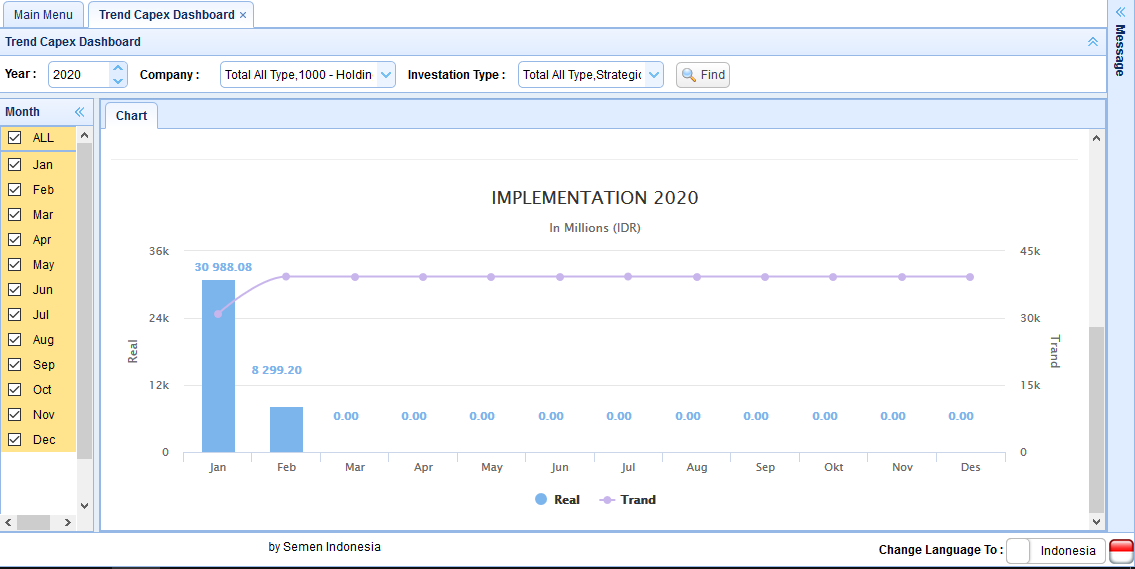 Main Menu Trend Capex Dashboard ×
Trend Capex Dashboard
Year : 2020 Company : Total All Type,1000 - Holdin Investation Type : Total All Type,Strategic Find
Message
Month
ALL
Jan
Feb
Mar
Apr
May
Jun
Jul
Aug
Sep
Oct
Nov
Dec
Chart
IMPLEMENTATION 2020
In Millions (IDR)
36k 45k
30 988.08
24k 30k
Real Trand
8 299.20
12k 15k
0.00 0.00 0.00 0.00 0.00 0.00 0.00 0.00 0.00 0.00
0 0
Jan Feb Mar Apr May Jun Jul Aug Sep Okt Nov Des
Real Trand
by Semen Indonesia
Change Language To : Indonesia